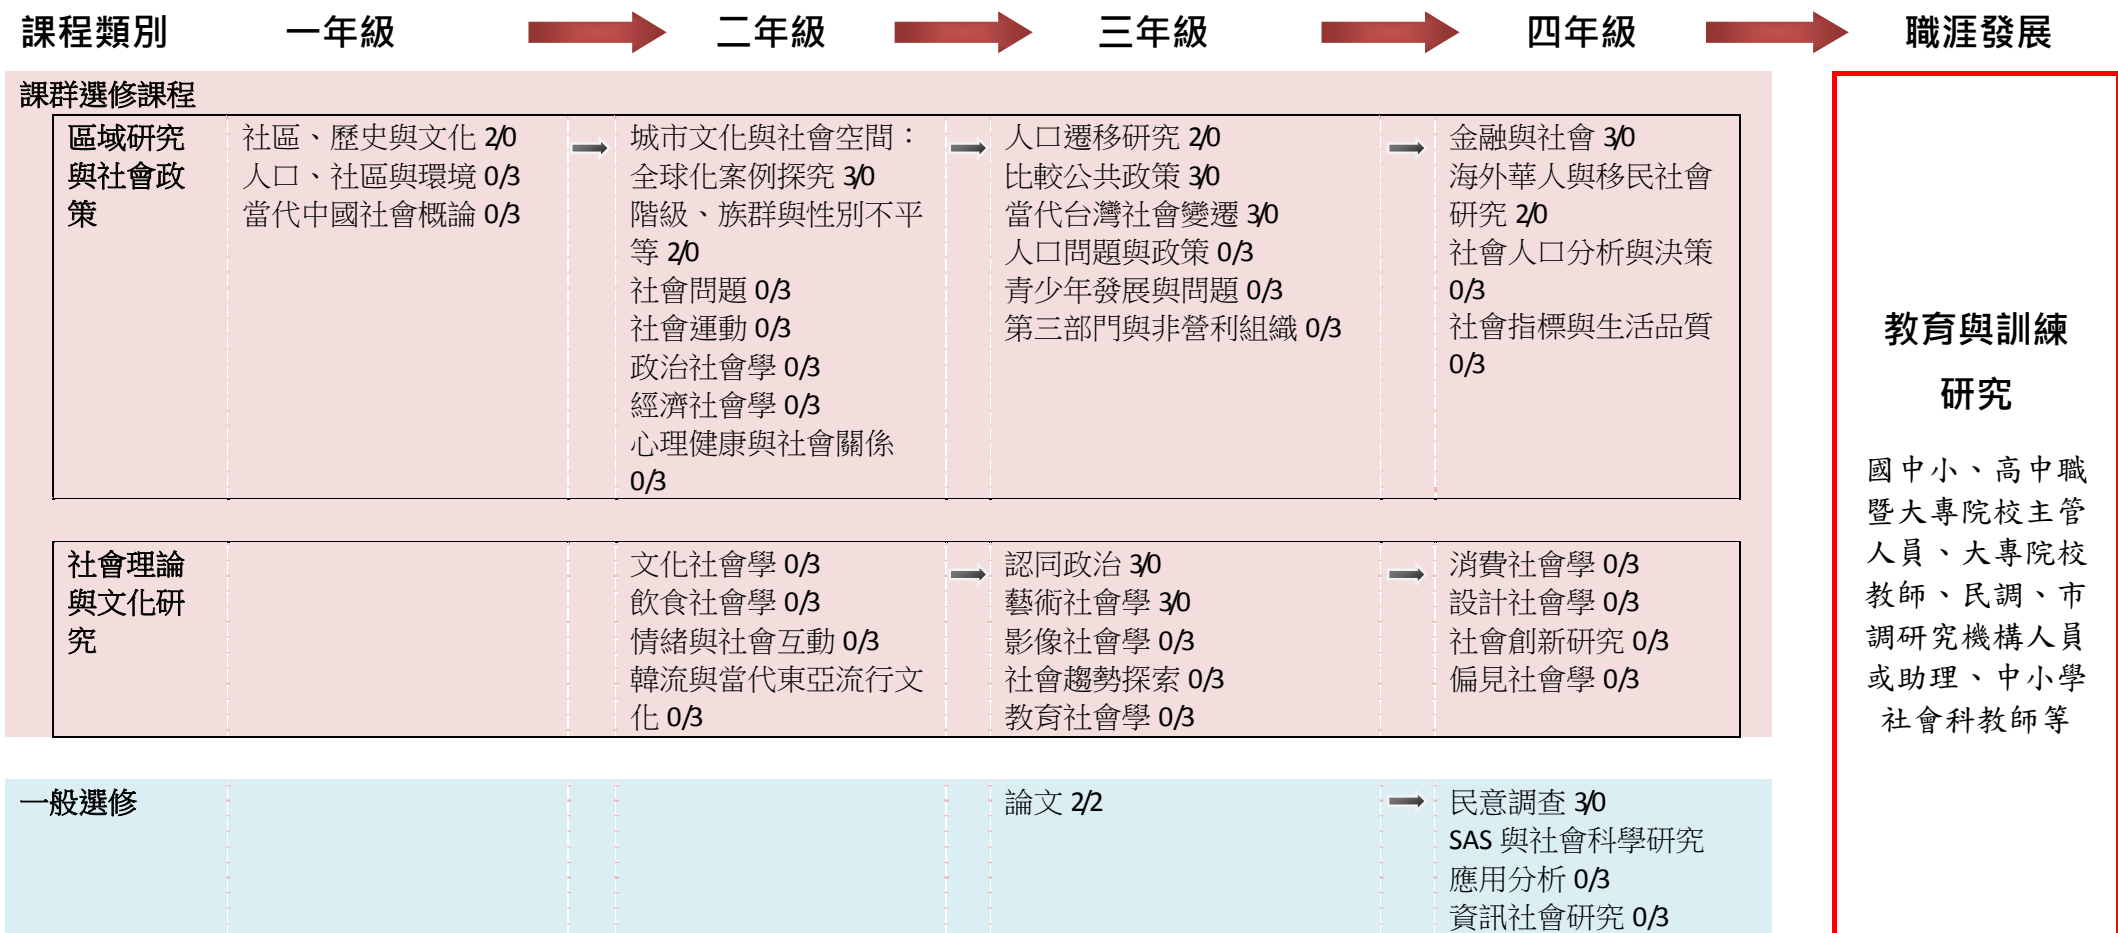 課程類別
一年級
二年級
三年級
四年級
職涯發展
課群選修課程
區域研究
與社會政
策
社區、歷史與文化 2/0
人口、社區與環境 0/3
當代中國社會概論 0/3
城市文化與社會空間：
全球化案例探究 3/0
階級、族群與性別不平
等 2/0
社會問題 0/3
社會運動 0/3
政治社會學 0/3
經濟社會學 0/3
心理健康與社會關係
0/3
人口遷移研究 2/0
比較公共政策 3/0
當代台灣社會變遷 3/0
人口問題與政策 0/3
青少年發展與問題 0/3
第三部門與非營利組織 0/3
金融與社會 3/0
海外華人與移民社會
研究 2/0
社會人口分析與決策
0/3
社會指標與生活品質
0/3
社會理論
與文化研
究
文化社會學 0/3
飲食社會學 0/3
情緒與社會互動 0/3
韓流與當代東亞流行文
化 0/3
認同政治 3/0
藝術社會學 3/0
影像社會學 0/3
社會趨勢探索 0/3
教育社會學 0/3
消費社會學 0/3
設計社會學 0/3
社會創新研究 0/3
偏見社會學 0/3
一般選修
論文 2/2
民意調查 3/0
SAS 與社會科學研究
應用分析 0/3
資訊社會研究 0/3
教育與訓練
研究
國中小、高中職
暨大專院校主管
人員、大專院校
教師、民調、市
調研究機構人員
或助理、中小學
社會科教師等